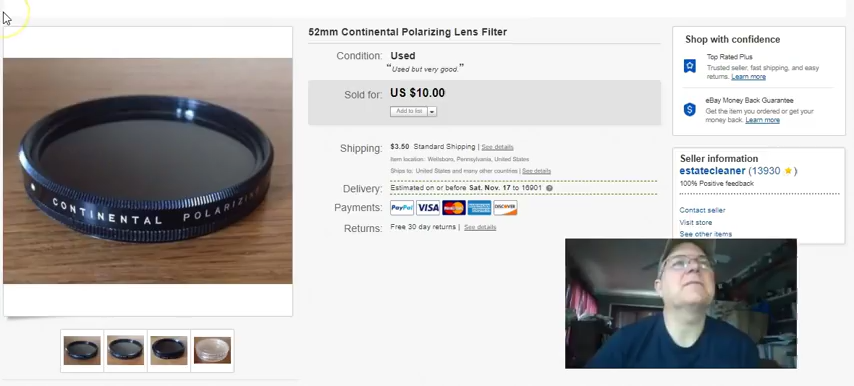 52mm Continental Polarizing Lens Filter
Condition: Used
“Used but very good.”
Sold for: US $10.00
Add to list
Shipping: $3.50 Standard Shipping | See details
Item location: Wellsboro, Pennsylvania, United States
Ships to: United States and many other countries | See details
Delivery: Estimated on or before Sat. Nov. 17 to 16901
Payments: PayPal VISA MasterCard DISCOVER
Returns: Free 30 day returns | See details
Shop with confidence
Top Rated Plus
Trusted seller, fast shipping, and easy
returns. Learn more
eBay Money Back Guarantee
Get the item you ordered or get your
money back. Learn more
Seller information
estatecleaner (13930 )
100% Positive feedback
Contact seller
Visit store
See other items
CONTINENTAL POLARIZING